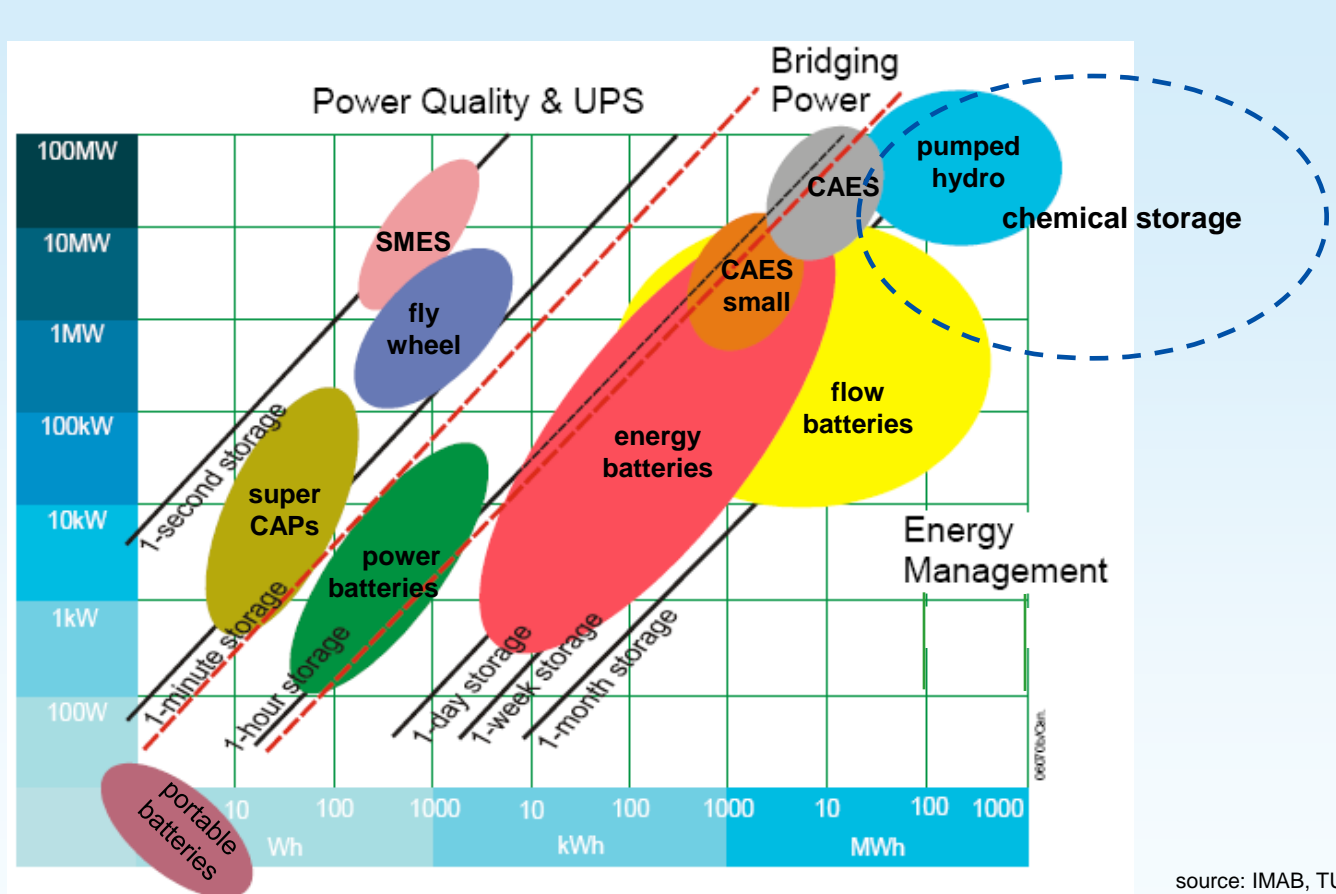 Power Quality & UPS
Bridging
Power
100MW
10MW
1MW
100kW
10kW
1kW
100W
SMES
fly
wheel
super
CAPs
power
batteries
energy
batteries
flow
batteries
CAES
small
CAES
pumped
hydro
chemical storage
Energy
Management
1-second storage
1-minute storage
1-hour storage
1-day storage
1-week storage
1-month storage
portable
batteries
10 100 1000 10 100 1000 10 100 1000
Wh kWh MWh
source: IMAB, TU